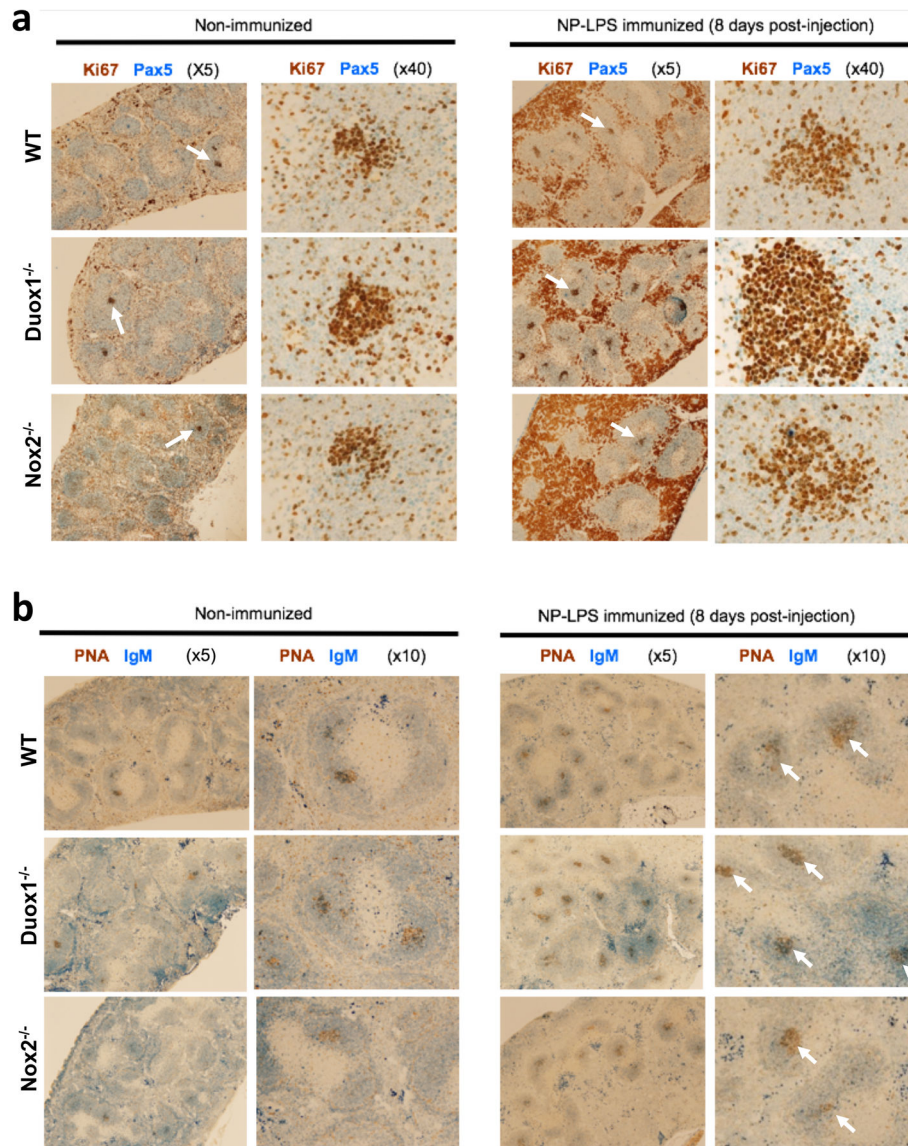 a
Non-immunized
NP-LPS immunized (8 days post-injection)
Ki67 Pax5 (X5) Ki67 Pax5 (x40) Ki67 Pax5 (x5) Ki67 Pax5 (x40)
WT
Duox1-/-
Nox2-/-
b
Non-immunized
NP-LPS immunized (8 days post-injection)
PNA IgM (x5) PNA IgM (x10) PNA IgM (x5) PNA IgM (x10)
WT
Duox1-/-
Nox2-/-